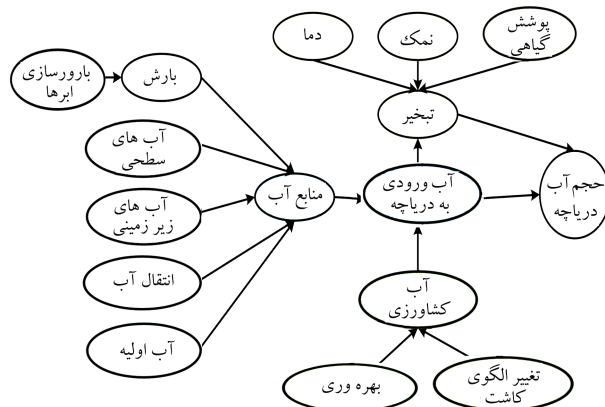 دما
نمک
پوشش
گیاهی
بارورسازی
ابرها
بارش
تبخیر
آب های
سطحی
منابع آب
آب ورودی
به دریاچه
حجم آب
دریاچه
آب های
زیر زمینی
انتقال آب
آب
کشاورزی
آب اولیه
بهره وری
تغییر الگوی
کاشت